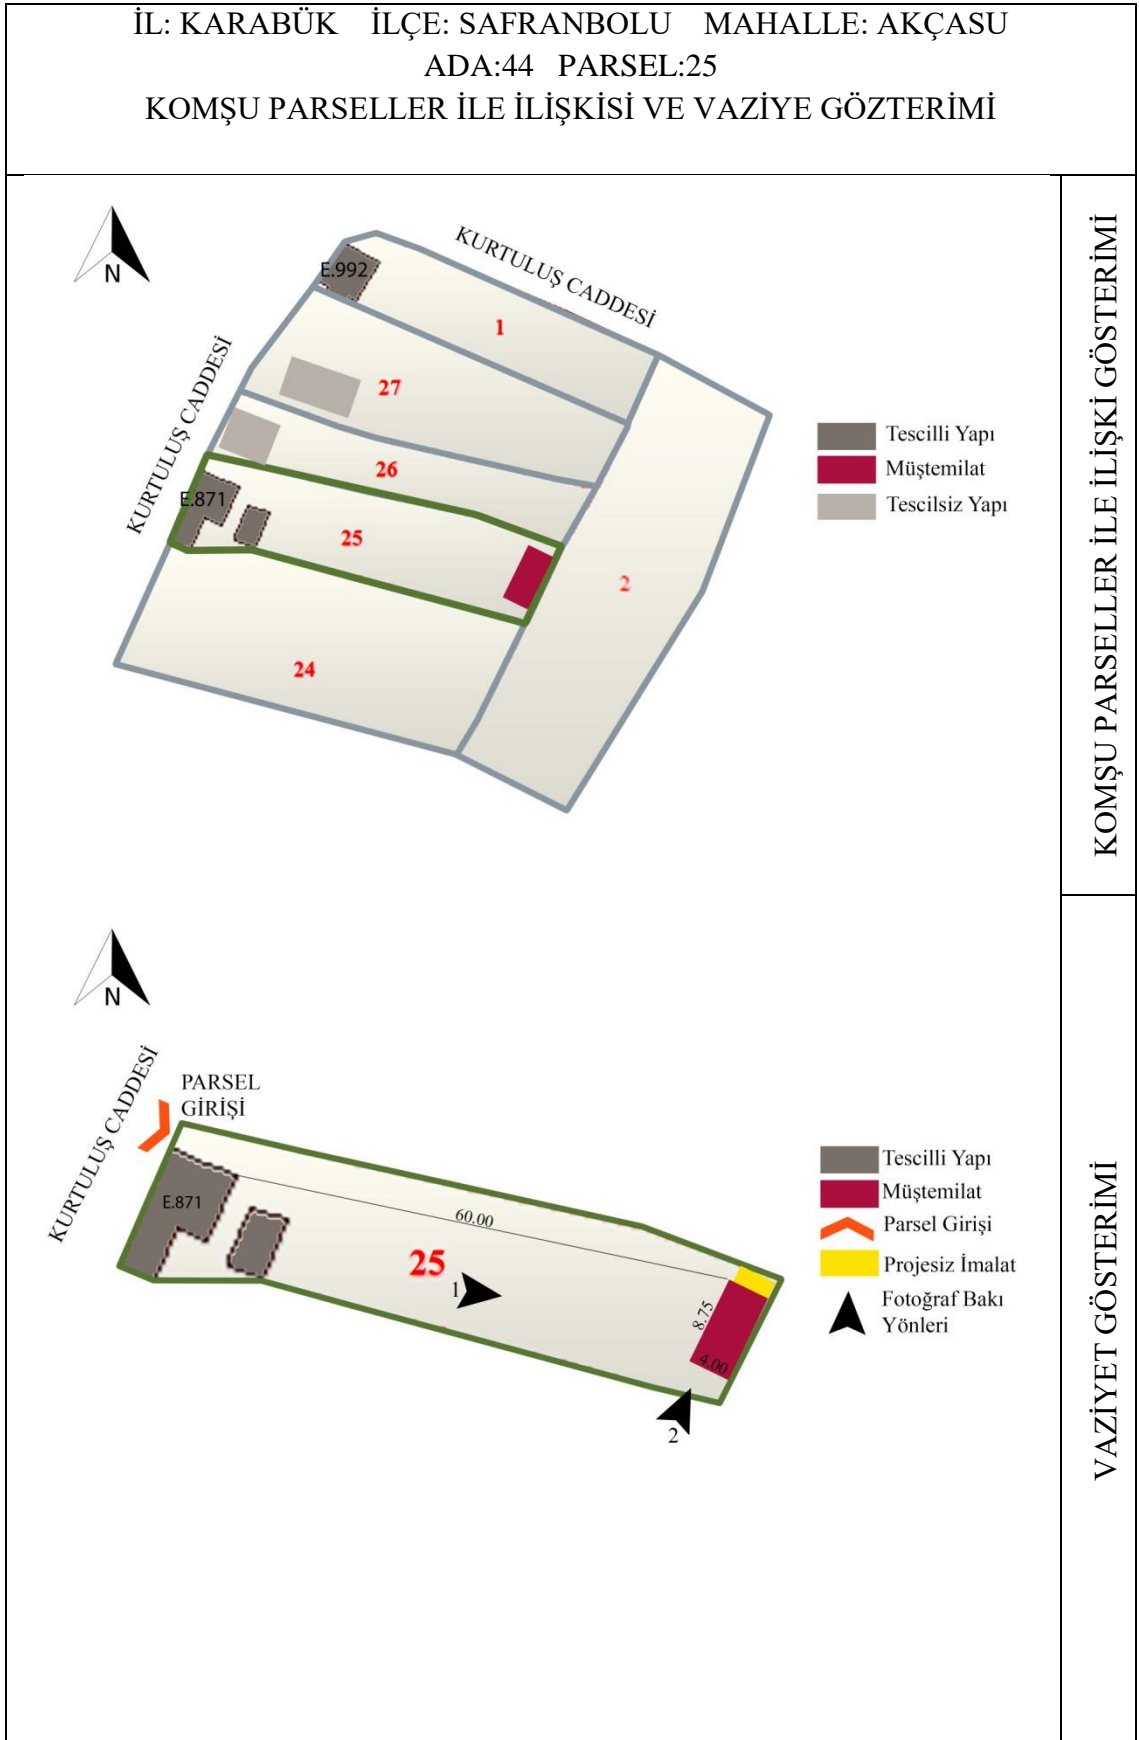 İL: KARABÜK İLÇE: SAFRANBOLU MAHALLE: AKÇASU
ADA:44 PARSEL:25
KOMŞU PARSELLER İLE İLİŞKİSİ VE VAZİYE GÖZTERİMİ
KOMŞU PARSELLER İLE İLİŞKİ GÖSTERİMİ
N
KURTULUŞ CADDESİ
E.992
1
KURTULUŞ CADDESİ
27
26
E.871
25
2
24
Tescilli Yapı
Müştemilat
Tescilsiz Yapı
VAZİYET GÖSTERİMİ
N
KURTULUŞ CADDESİ
PARSEL
GİRİŞİ
E.871
60.00
25
1
8.75
4.00
2
Tescilli Yapı
Müştemilat
Parsel Girişi
Projesiz İmalat
Fotoğraf Bakı
Yönleri